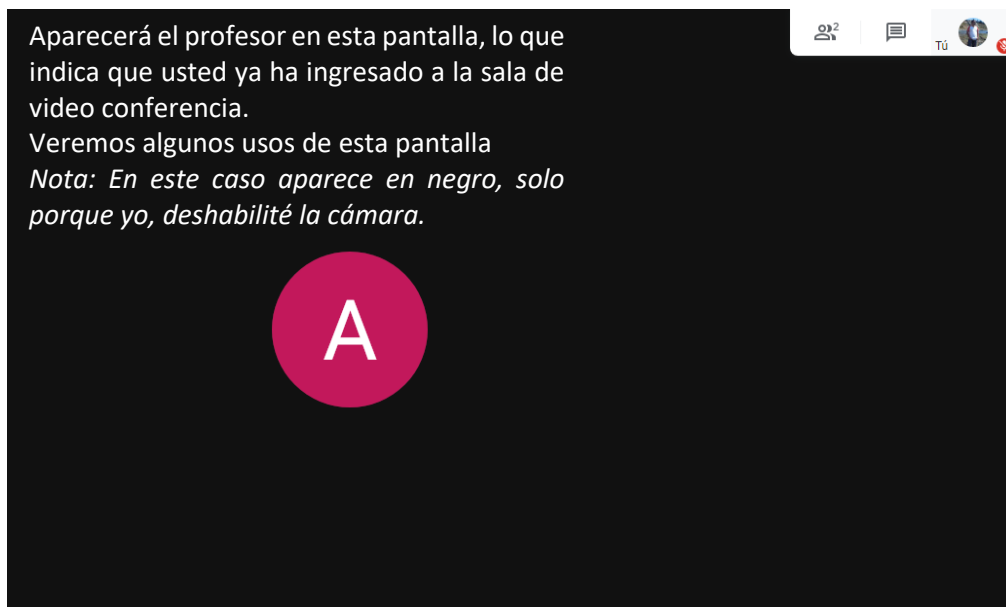 Aparecerá el profesor en esta pantalla, lo que
indica que usted ya ha ingresado a la sala de
video conferencia.
Veremos algunos usos de esta pantalla
Nota: En este caso aparece en negro, solo
porque yo, deshabilité la cámara.
2
Tú
A